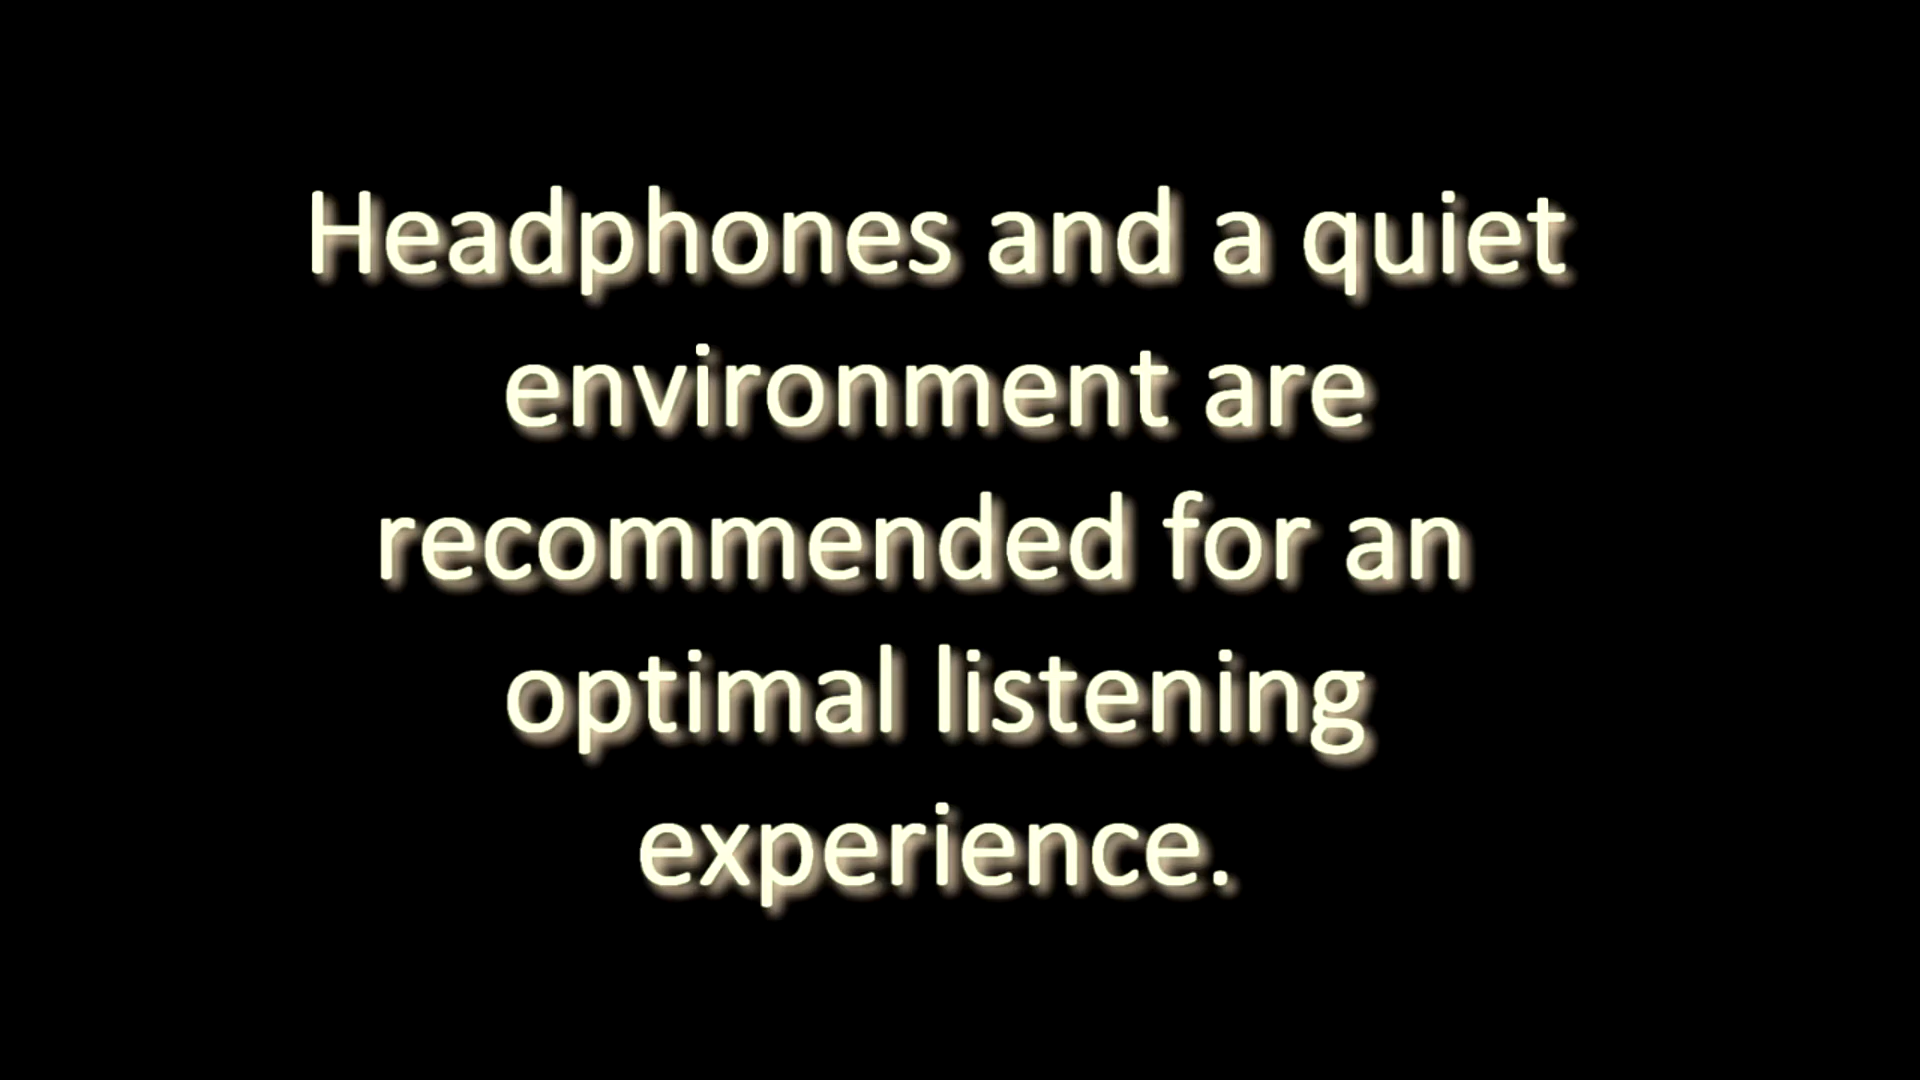 Headphones and a quiet
environment are
recommended for an
optimal listening
experience.